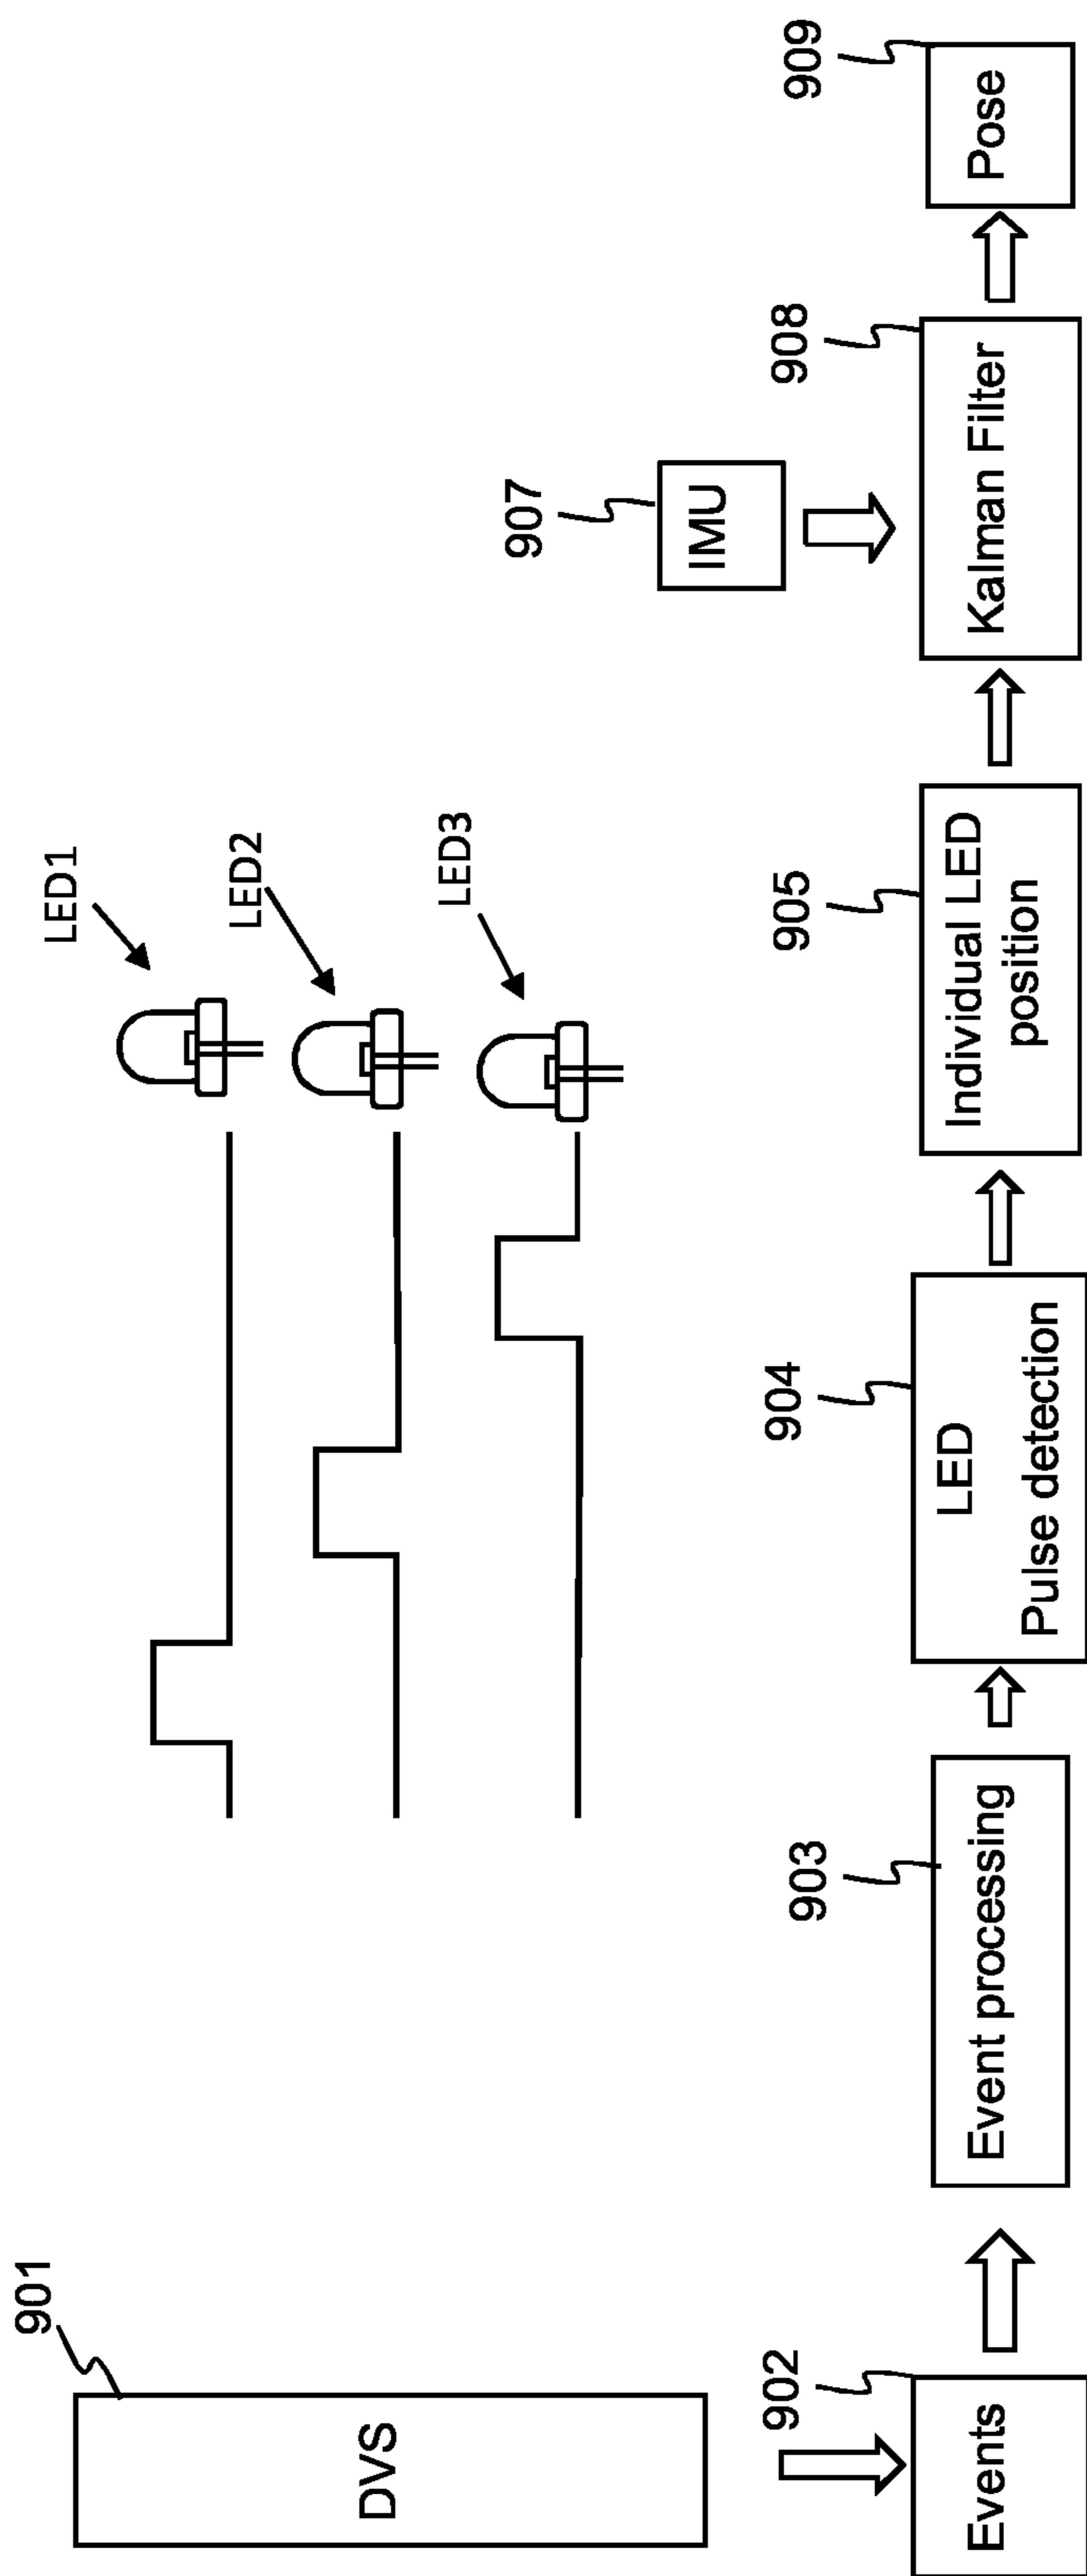 901
DVS
LED1
LED2
LED3
902
Events
903
Event processing
904
LED
Pulse detection
905
Individual LED
position
907
IMU
908
Kalman Filter
909
Pose